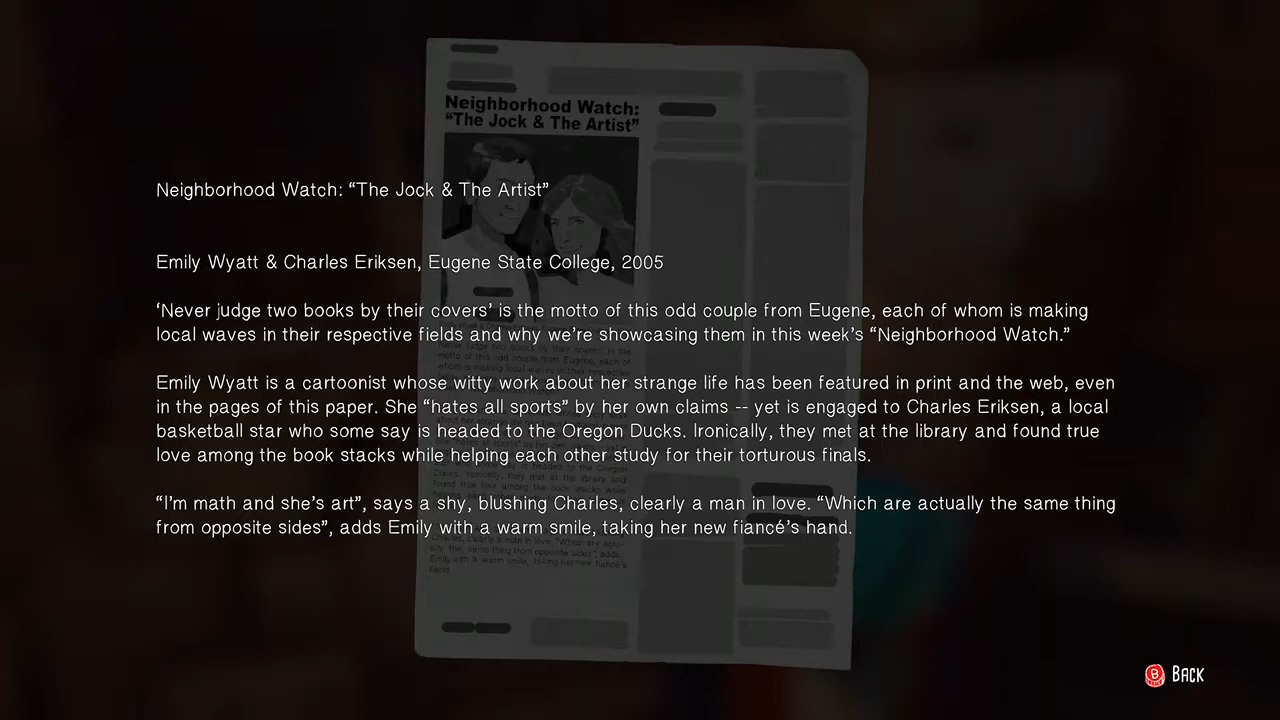 Neighborhood Watch:
"The Jock & The Artist"
Neighborhood Watch: “The Jock & The Artist”
Emily Wyatt & Charles Eriksen, Eugene State College, 2005
‘Never judge two books by their covers’ is the motto of this odd couple from Eugene, each of whom is making
local waves in their respective fields and why we’re showcasing them in this week’s “Neighborhood Watch.”
Emily Wyatt is a cartoonist whose witty work about her strange life has been featured in print and the web, even
in the pages of this paper. She “hates all sports” by her own claims -- yet is engaged to Charles Eriksen, a local
basketball star who some say is headed to the Oregon Ducks. Ironically, they met at the library and found true
love among the book stacks while helping each other study for their torturous finals.
“I’m math and she’s art”, says a shy, blushing Charles, clearly a man in love. “Which are actually the same thing
from opposite sides”, adds Emily with a warm smile, taking her new fiancé’s hand.
B Back